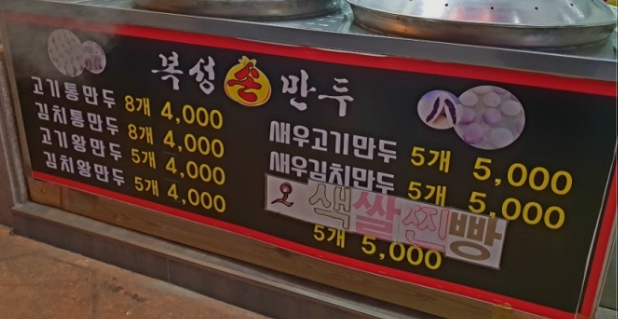 복성손만두
고기통만두 8개 4,000
김치통만두 8개 4,000
고기왕만두 5개 4,000
김치왕만두 5개 4,000
새우고기만두 5개 5,000
새우김치만두 5개 5,000
오색쌀찐빵
5개 5,000